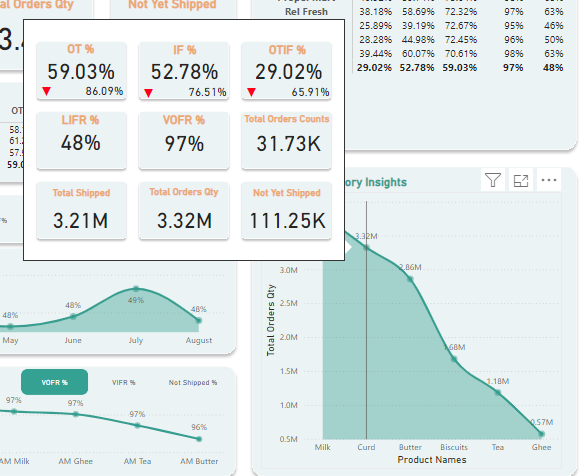 al Orders Qty
Not Yet Shipped
3.
OT %
IF %
OTIF %
59.03%
52.78%
29.02%
86.09%
76.51%
65.91%
LIFR %
VOFR %
Total Orders Counts
48%
97%
31.73K
Total Shipped
Total Orders Qty
Not Yet Shipped
3.21M
3.32M
111.25K
Rel Fresh
38.18% 58.69% 72.32% 97% 63%
25.89% 39.19% 72.67% 95% 46%
28.28% 44.98% 72.45% 96% 50%
39.44% 60.07% 70.61% 98% 63%
29.02% 52.78% 59.03% 97% 48%
OT
58.
61.
57.
59.0
%
48%
48%
49%
48%
May June July August
VOFR %
VIFR %
Not Shipped %
97%
97%
97%
96%
AM Milk AM Ghee AM Tea AM Butter
ory Insights
Total Orders Qty
3.0M
2.5M
2.0M
1.5M
1.0M
0.5M
3.32M
2.86M
1.68M
1.18M
0.57M
Milk Curd Butter Biscuits Tea Ghee
Product Names